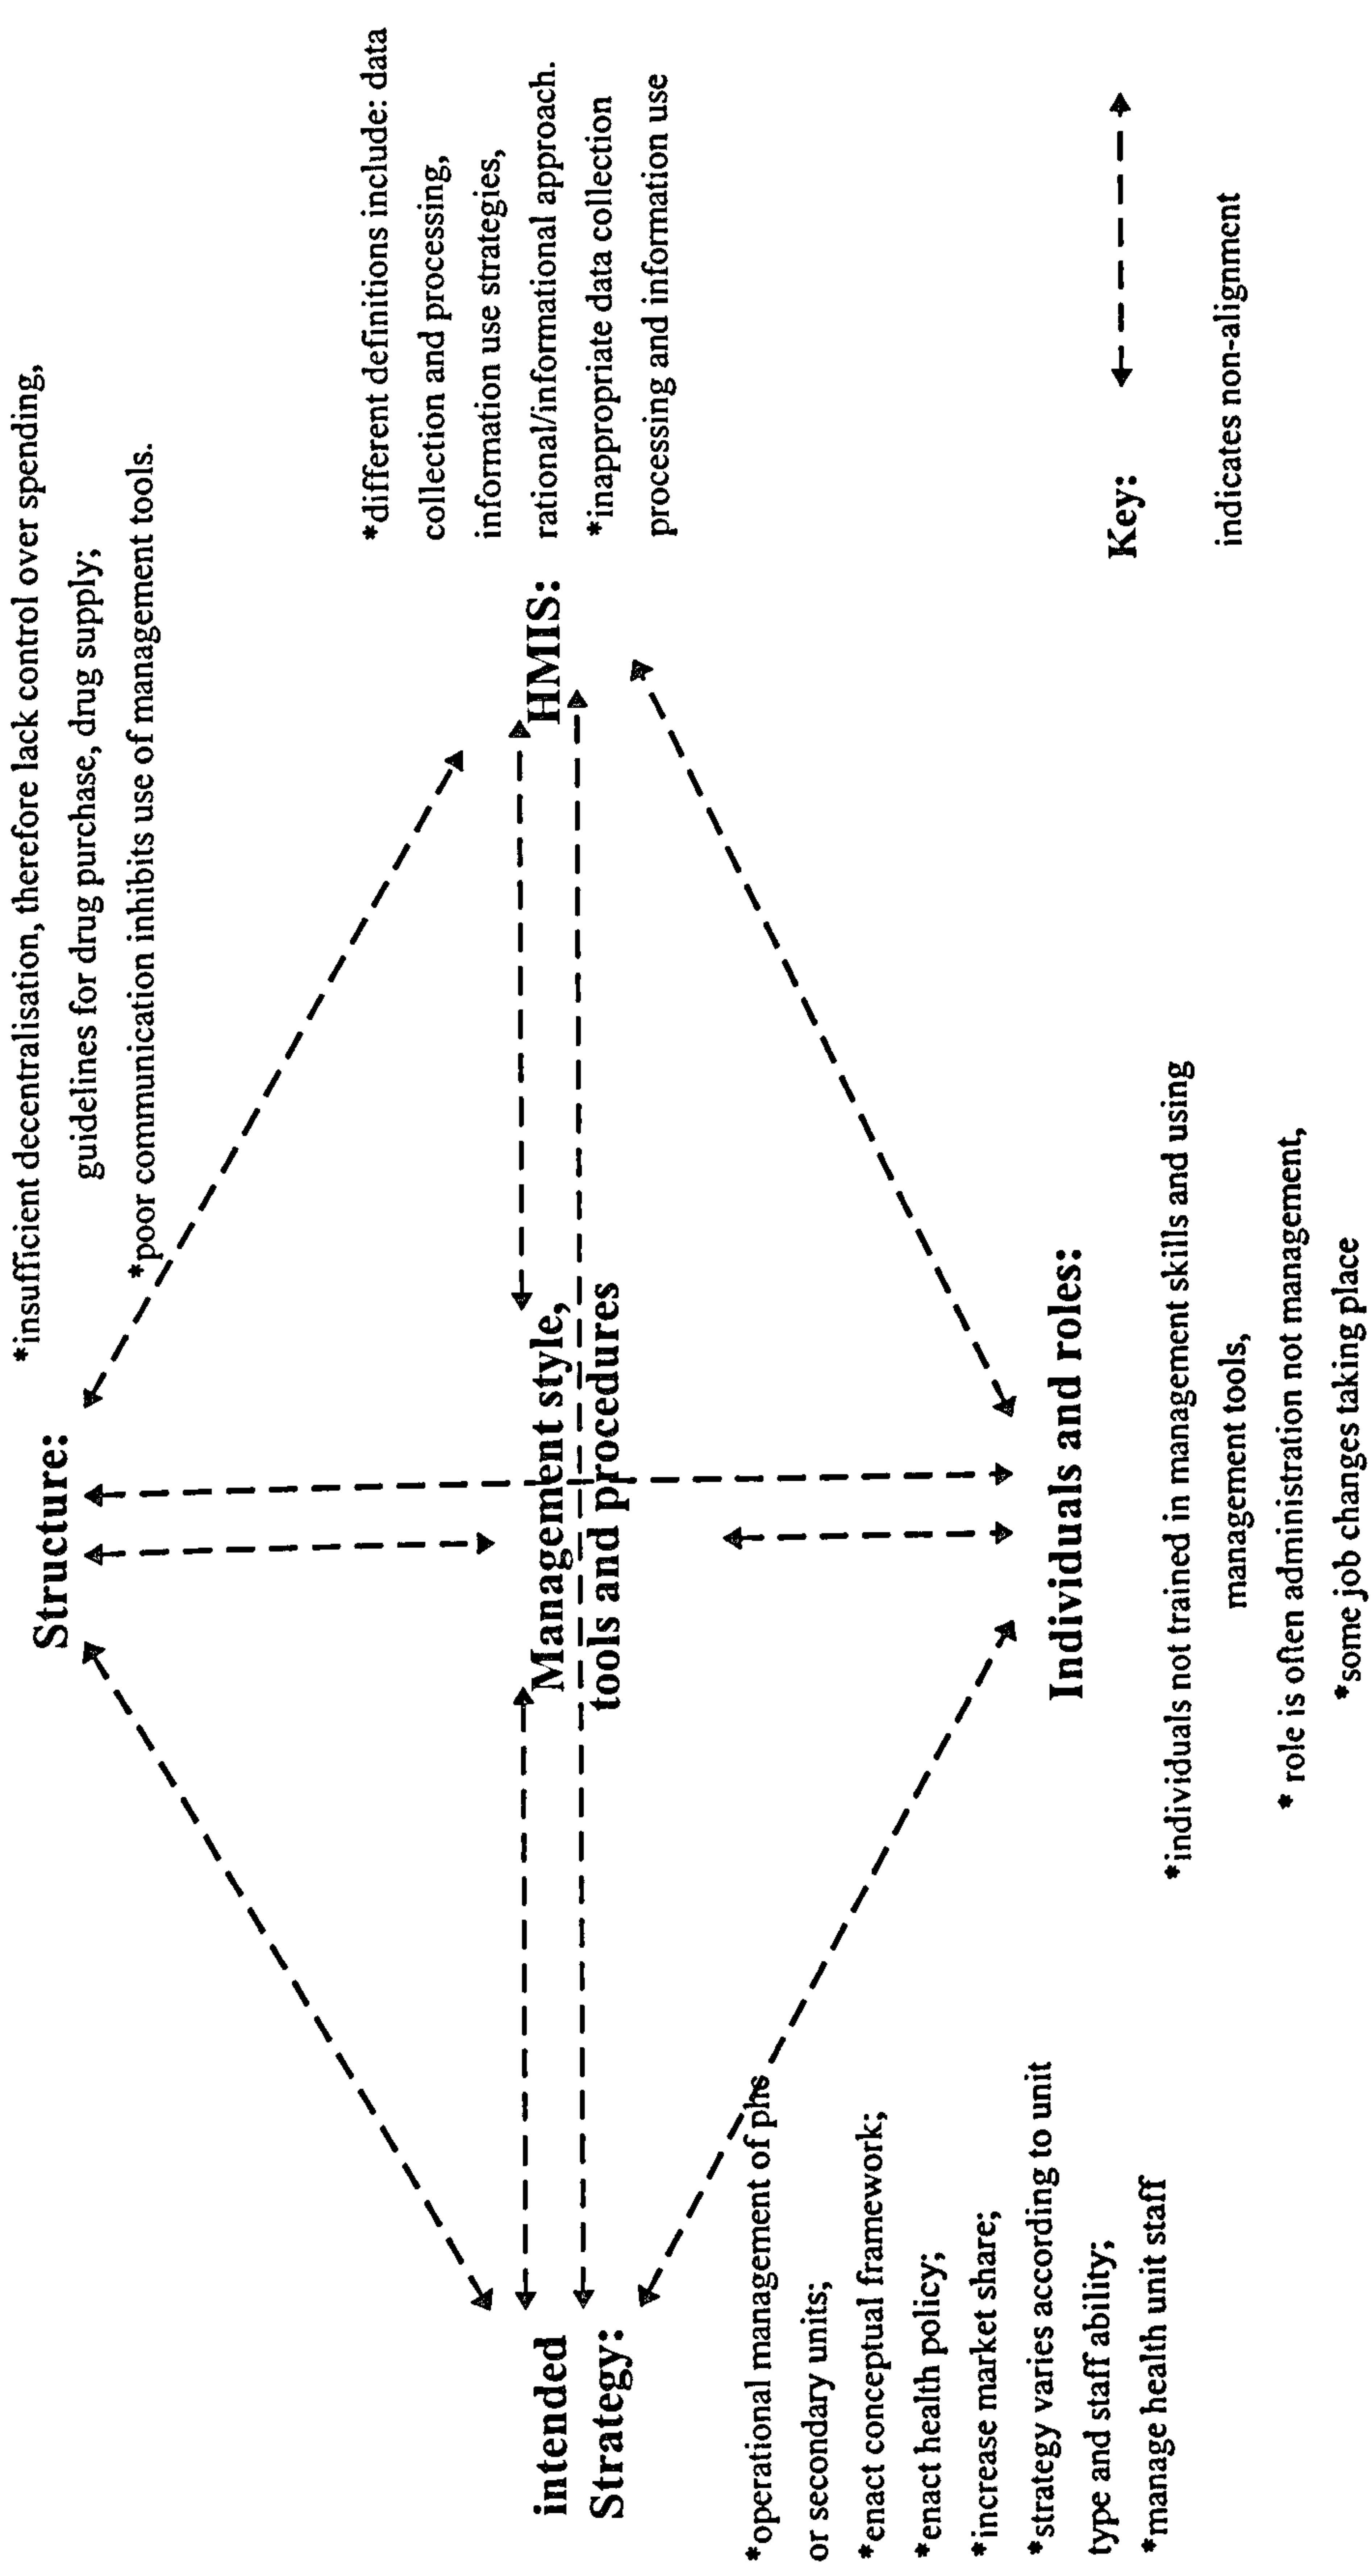 Structure:
*insufficient decentralisation, therefore lack control over spending,
guidelines for drug purchase, drug supply;
*poor communication inhibits use of management tools.
intended
Strategy:
*operational management of phs
or secondary units;
*enact conceptual framework;
*enact health policy;
*increase market share;
*strategy varies according to unit
type and staff ability;
*manage health unit staff
Management style,
tools and procedures
HMIS:
*different definitions include: data
collection and processing,
information use strategies,
rational/informational approach.
*inappropriate data collection
processing and information use
Individuals and roles:
*individuals not trained in management skills and using
management tools,
* role is often administration not management,
*some job changes taking place
Key:
indicates non-alignment